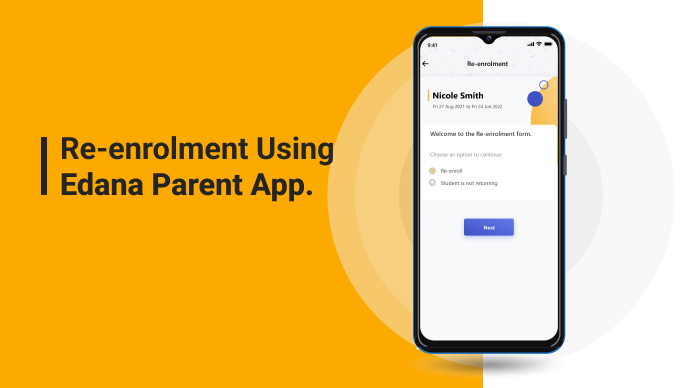 Re-enrolment Using
Edana Parent App.
9:41
Re-enrolment
Nicole Smith
Fri 27 Aug 2021 to Fri 24 Jun 2022
Welcome to the Re-enrolment form.
Choose an option to continue
Re-enroll
Student is not returning
Next